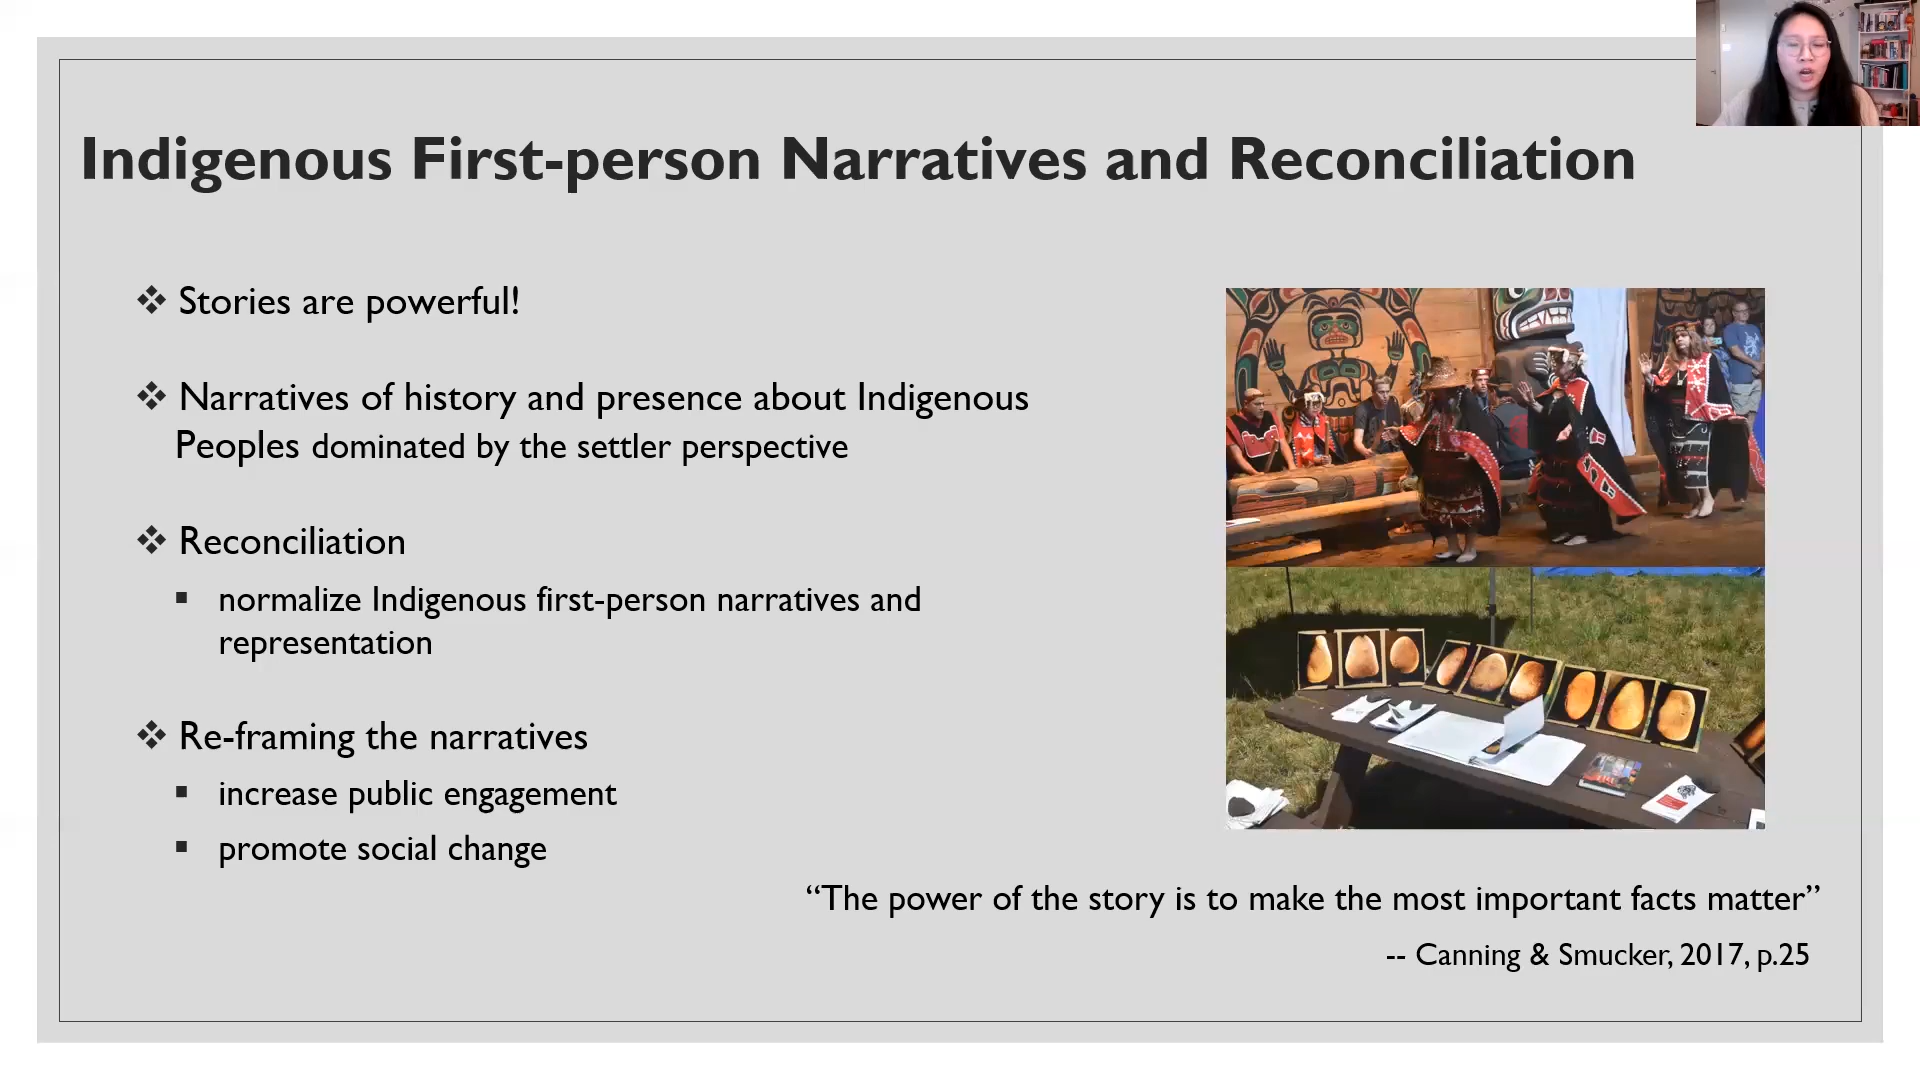 Indigenous First-person Narratives and Reconciliation
❖ Stories are powerful!
❖ Narratives of history and presence about Indigenous
Peoples dominated by the settler perspective
❖ Reconciliation
▪ normalize Indigenous first-person narratives and
representation
❖ Re-framing the narratives
▪ increase public engagement
▪ promote social change
“The power of the story is to make the most important facts matter”
-- Canning & Smucker, 2017, p.25